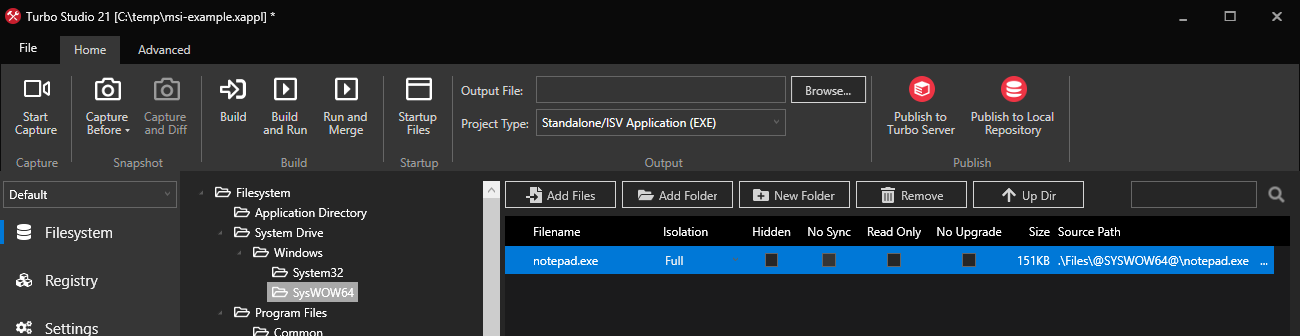 Turbo Studio 21 [C:\temp\msi-example.xappl] *
File Home Advanced
Start Capture
Capture Before
Capture and Diff
Build
Build and Run
Run and Merge
Startup Files
Output File:
Browse...
Project Type: Standalone/ISV Application (EXE)
Publish to Turbo Server
Publish to Local Repository
Capture Snapshot Build Startup Output Publish
Default
Filesystem
Registry
Settings
Filesystem
Application Directory
System Drive
Windows
System32
SysWOW64
Program Files
Common
Add Files Add Folder New Folder Remove Up Dir
Filename Isolation Hidden No Sync Read Only No Upgrade Size Source Path
notepad.exe Full 151KB .\Files\@SYSWOW64@\notepad.exe ...